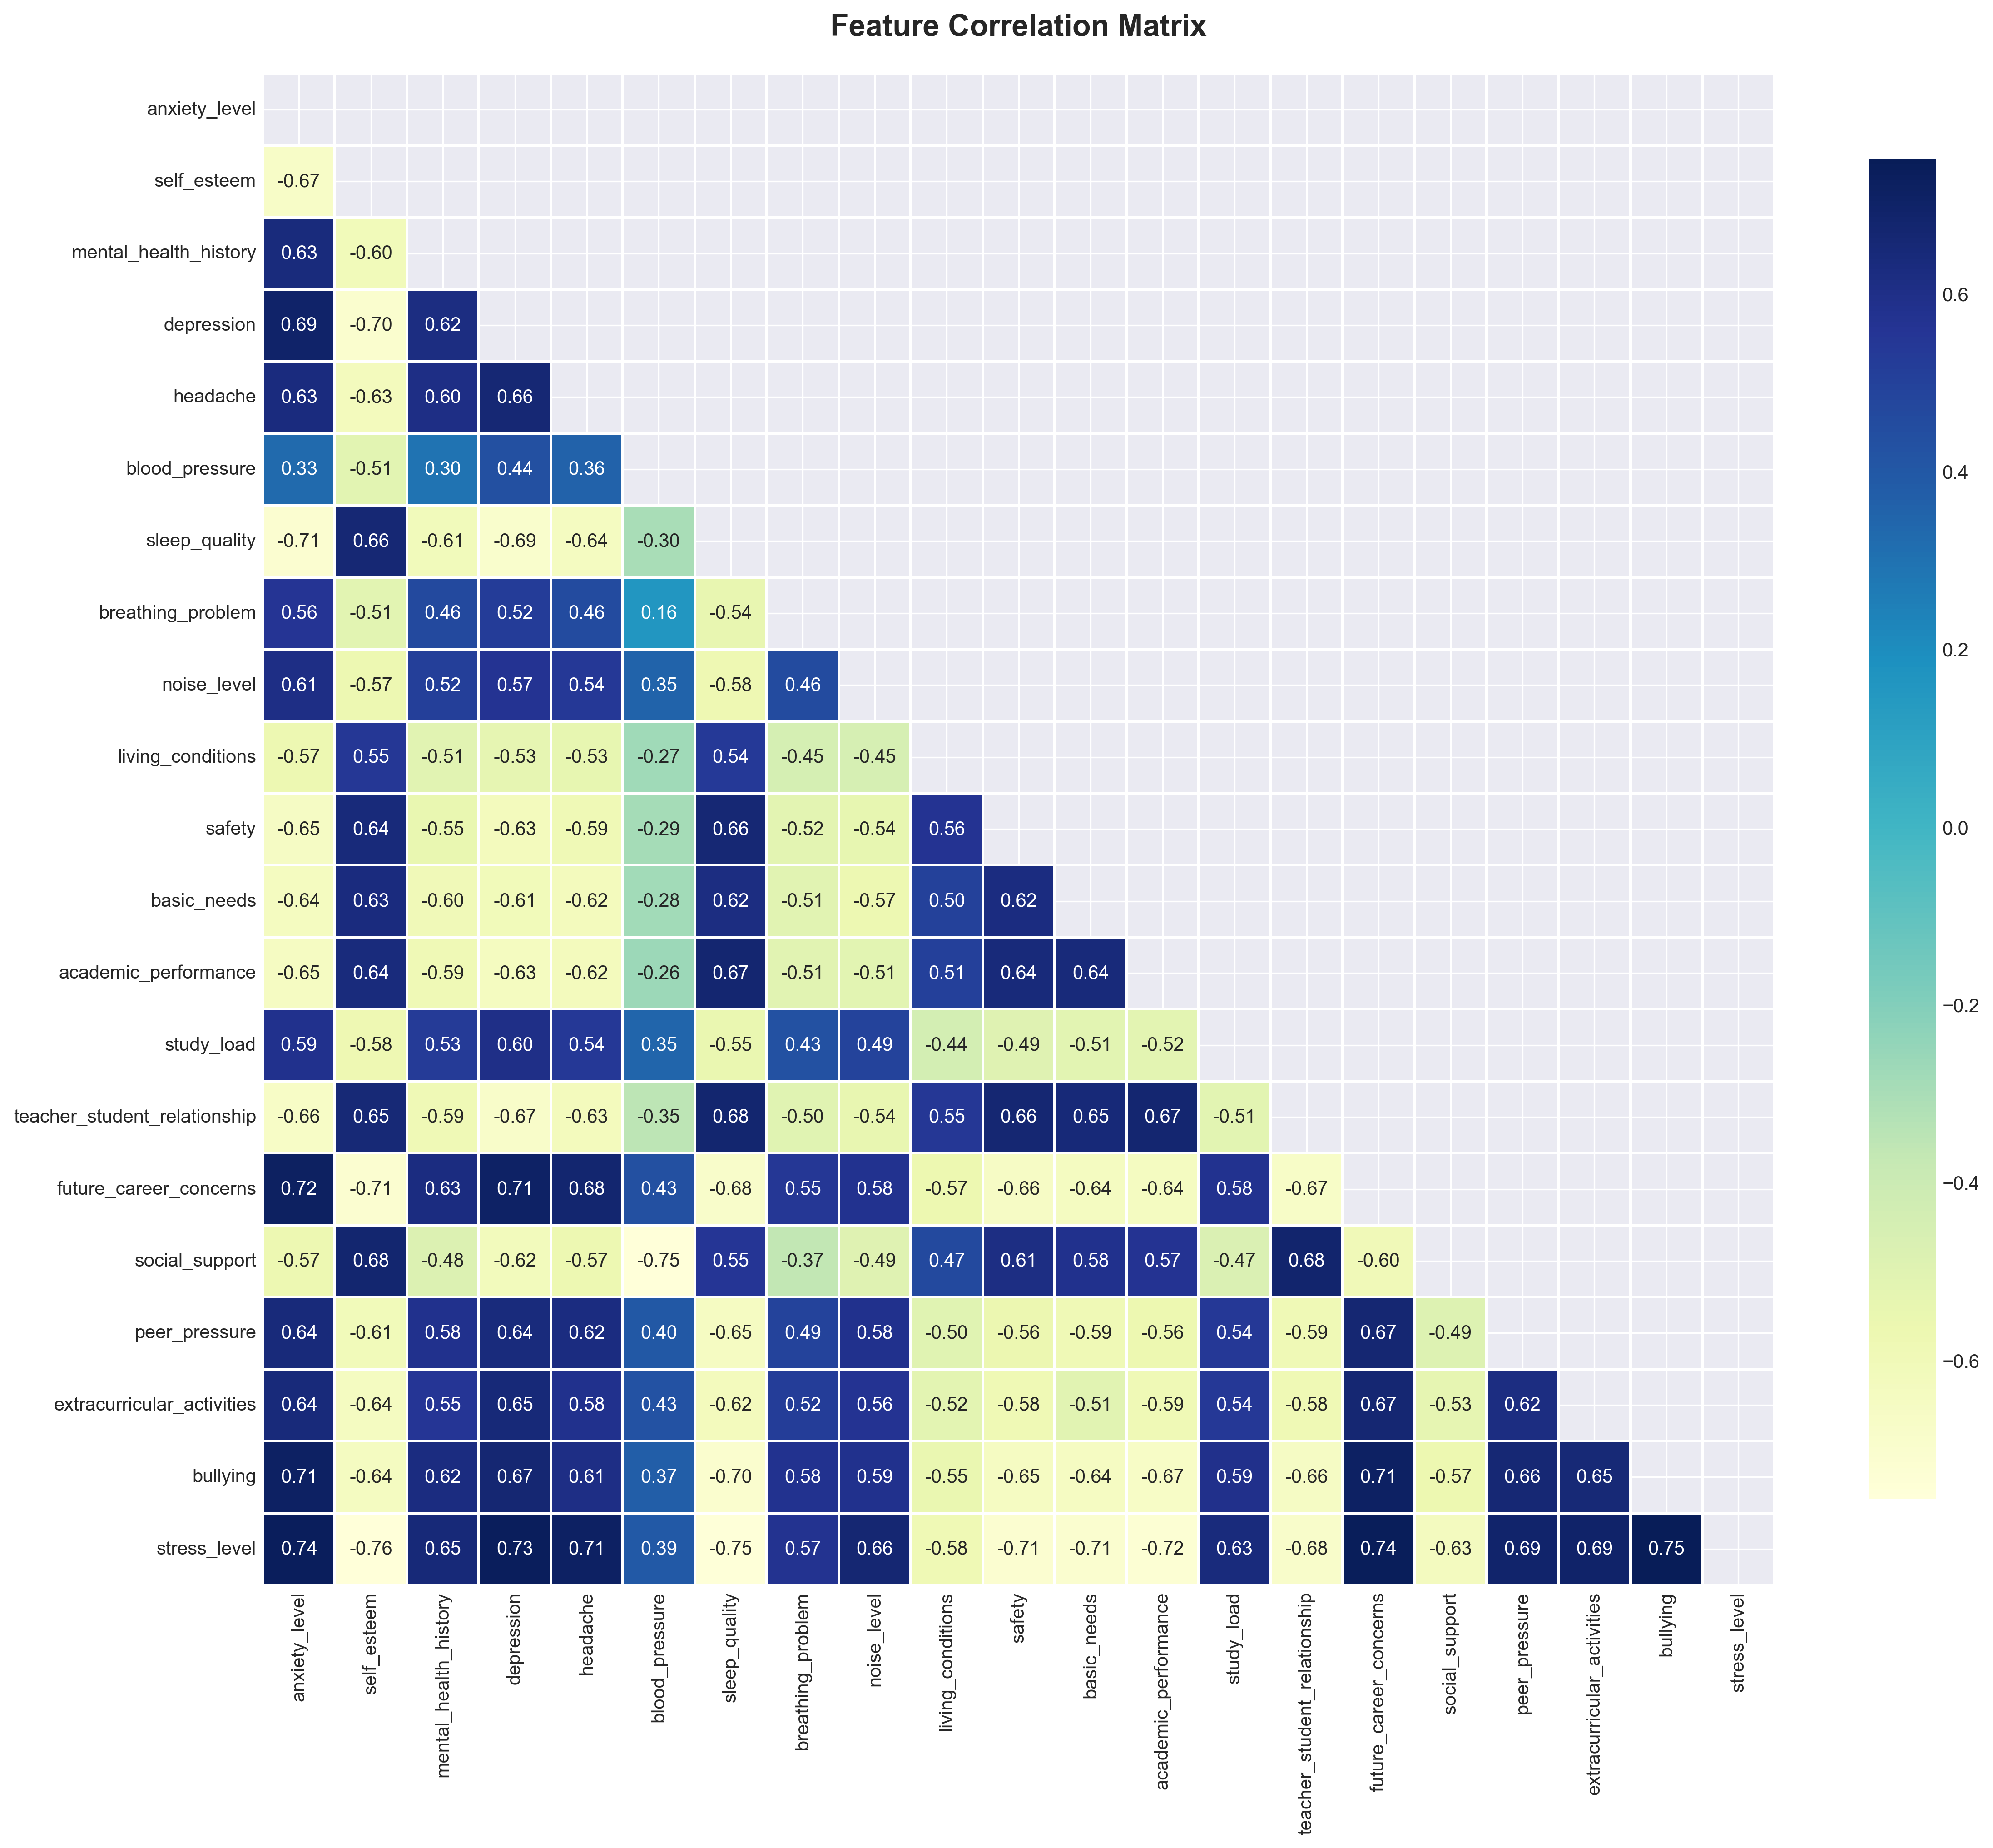 Feature Correlation Matrix
anxiety_level
self_esteem -0.67
mental_health_history 0.63 -0.60
depression 0.69 -0.70 0.62
headache 0.63 -0.63 0.60 0.66
blood_pressure 0.33 -0.51 0.30 0.44 0.36
sleep_quality -0.71 0.66 -0.61 -0.69 -0.64 -0.30
breathing_problem 0.56 -0.51 0.46 0.52 0.46 0.16 -0.54
noise_level 0.61 -0.57 0.52 0.57 0.54 0.35 -0.58 0.46
living_conditions -0.57 0.55 -0.51 -0.53 -0.53 -0.27 0.54 -0.45 -0.45
safety -0.65 0.64 -0.55 -0.63 -0.59 -0.29 0.66 -0.52 -0.54 0.56
basic_needs -0.64 0.63 -0.60 -0.61 -0.62 -0.28 0.62 -0.51 -0.57 0.50 0.62
academic_performance -0.65 0.64 -0.59 -0.63 -0.62 -0.26 0.67 -0.51 -0.51 0.51 0.64 0.64
study_load 0.59 -0.58 0.53 0.60 0.54 0.35 -0.55 0.43 0.49 -0.44 -0.49 -0.51 -0.52
teacher_student_relationship -0.66 0.65 -0.59 -0.67 -0.63 -0.35 0.68 -0.50 -0.54 0.55 0.66 0.65 0.67 -0.51
future_career_concerns 0.72 -0.71 0.63 0.71 0.68 0.43 -0.68 0.55 0.58 -0.57 -0.66 -0.64 -0.64 0.58 -0.67
social_support -0.57 0.68 -0.48 -0.62 -0.57 -0.75 0.55 -0.37 -0.49 0.47 0.61 0.58 0.57 -0.47 0.68 -0.60
peer_pressure 0.64 -0.61 0.58 0.64 0.62 0.40 -0.65 0.49 0.58 -0.50 -0.56 -0.59 -0.56 0.54 -0.59 0.67 -0.49
extracurricular_activities 0.64 -0.64 0.55 0.65 0.58 0.43 -0.62 0.52 0.56 -0.52 -0.58 -0.51 -0.59 0.54 -0.58 0.67 -0.53 0.62
bullying 0.71 -0.64 0.62 0.67 0.61 0.37 -0.70 0.58 0.59 -0.55 -0.65 -0.64 -0.67 0.59 -0.66 0.71 -0.57 0.66 0.65
stress_level 0.74 -0.76 0.65 0.73 0.71 0.39 -0.75 0.57 0.66 -0.58 -0.71 -0.71 -0.72 0.63 -0.68 0.74 -0.63 0.69 0.69 0.75
anxiety_level
self_esteem
mental_health_history
depression
headache
blood_pressure
sleep_quality
breathing_problem
noise_level
living_conditions
safety
basic_needs
academic_performance
study_load
teacher_student_relationship
future_career_concerns
social_support
peer_pressure
extracurricular_activities
bullying
stress_level
0.6
0.4
0.2
0.0
−0.2
−0.4
−0.6